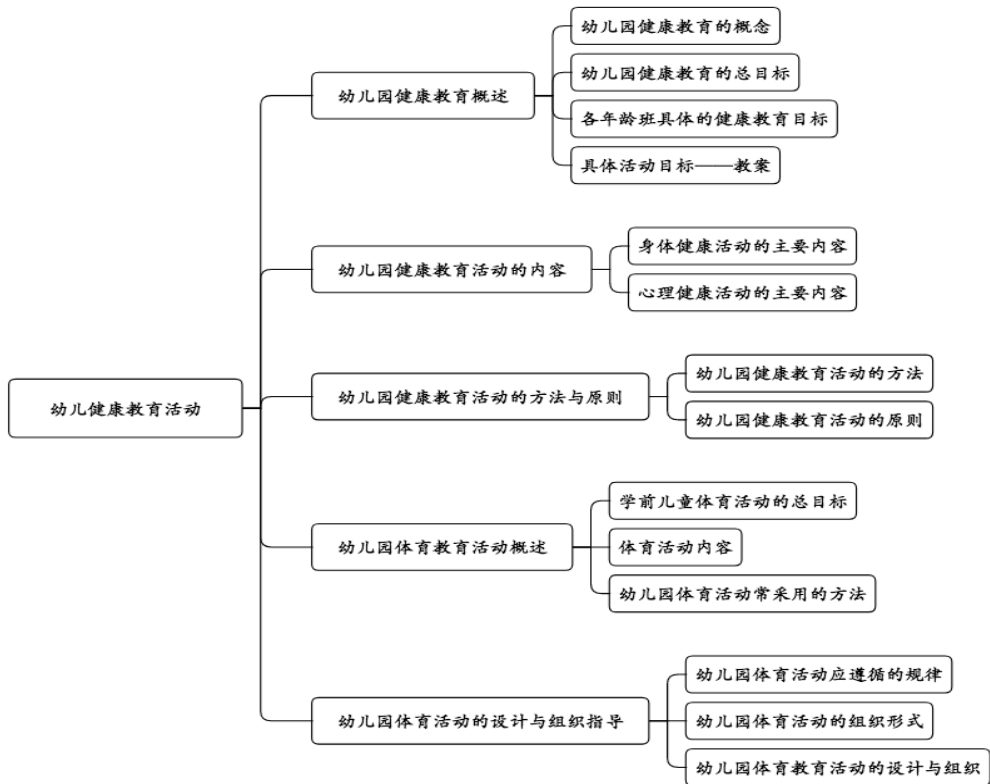 幼儿健康教育活动
幼儿园健康教育概述
幼儿园健康教育的概念
幼儿园健康教育的总目标
各年龄班具体的健康教育目标
具体活动目标——教案
幼儿园健康教育活动的内容
身体健康活动的主要内容
心理健康活动的主要内容
幼儿园健康教育活动的方法与原则
幼儿园健康教育活动的方法
幼儿园健康教育活动的原则
幼儿园体育教育活动概述
学前儿童体育活动的总目标
体育活动内容
幼儿园体育活动常采用的方法
幼儿园体育活动的设计与组织指导
幼儿园体育活动应遵循的规律
幼儿园体育活动的组织形式
幼儿园体育教育活动的设计与组织